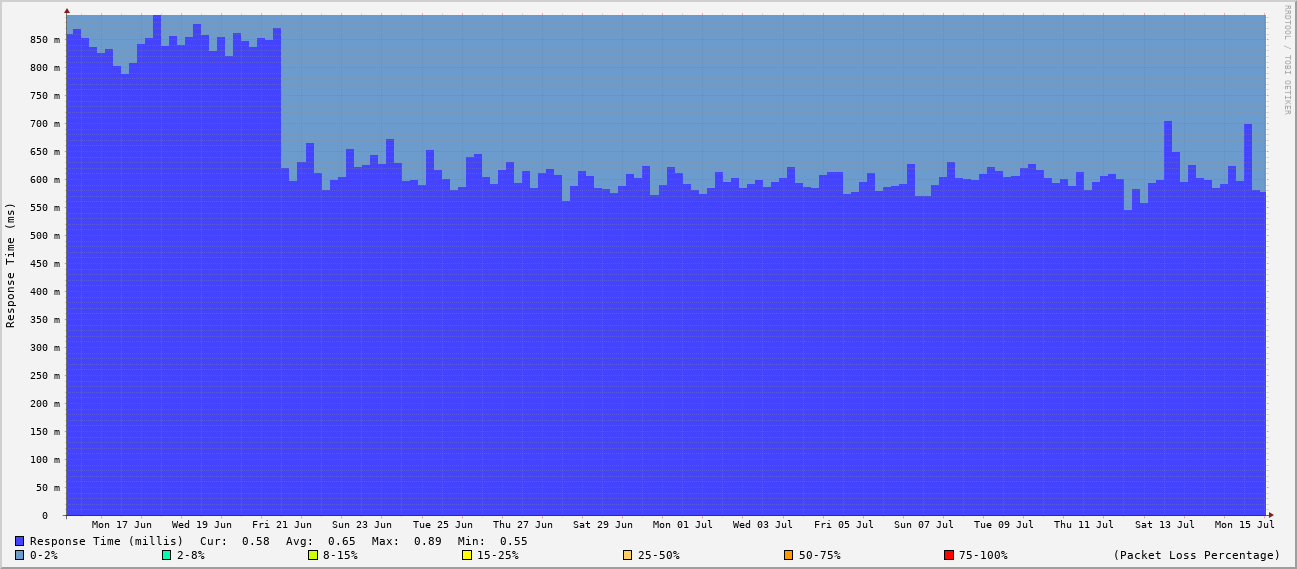 RRDTOOL / TOBI OETIKER
Response Time (ms)
850 m
800 m
750 m
700 m
650 m
600 m
550 m
500 m
450 m
400 m
350 m
300 m
250 m
200 m
150 m
100 m
50 m
0
Mon 17 Jun Wed 19 Jun Fri 21 Jun Sun 23 Jun Tue 25 Jun Thu 27 Jun Sat 29 Jun Mon 01 Jul Wed 03 Jul Fri 05 Jul Sun 07 Jul Tue 09 Jul Thu 11 Jul Sat 13 Jul Mon 15 Jul
Response Time (millis) Cur: 0.58 Avg: 0.65 Max: 0.89 Min: 0.55
0-2% 2-8% 8-15% 15-25% 25-50% 50-75% 75-100% (Packet Loss Percentage)